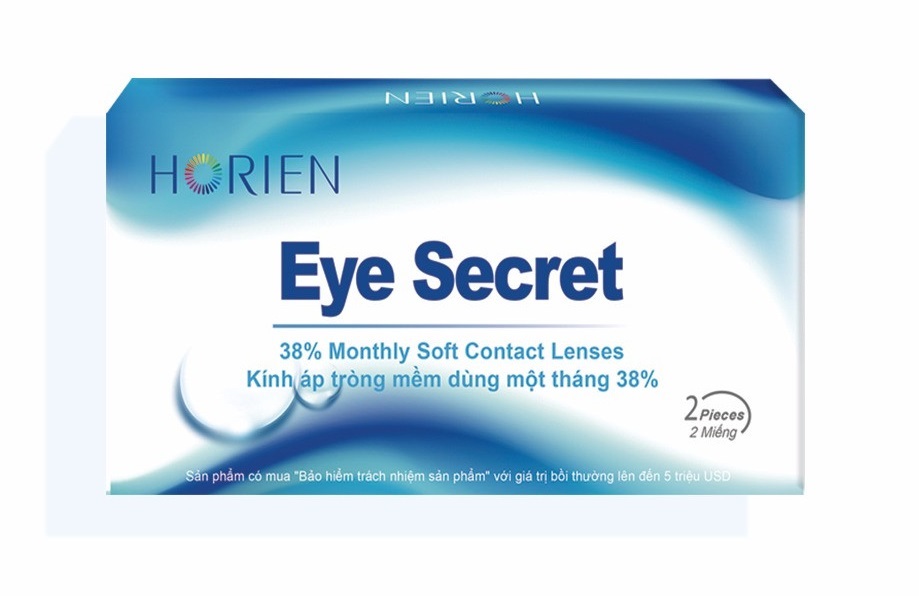 HORIEN
HORIEN
Eye Secret
38% Monthly Soft Contact Lenses
Kính áp tròng mềm dùng một tháng 38%
2 Pieces
2 Miếng
Sản phẩm có mua "Bảo hiểm trách nhiệm sản phẩm" với giá trị bồi thường lên đến 5 triệu USD